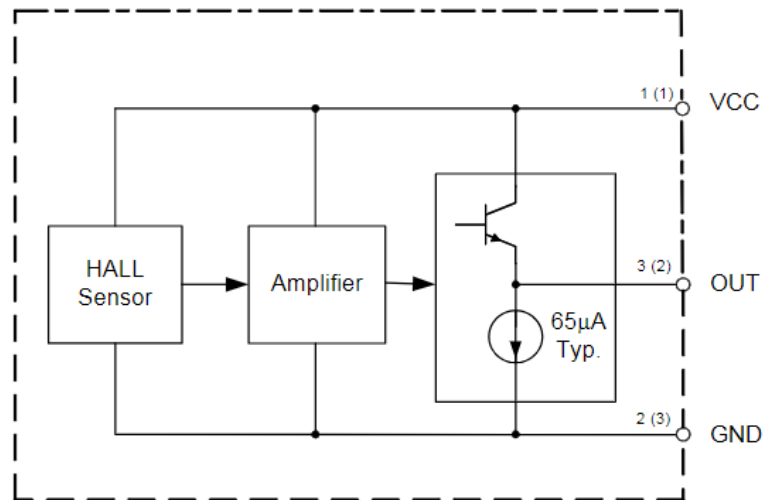 1 (1) VCC
HALL
Sensor
Amplifier
3 (2) OUT
65μA
Typ.
2 (3) GND